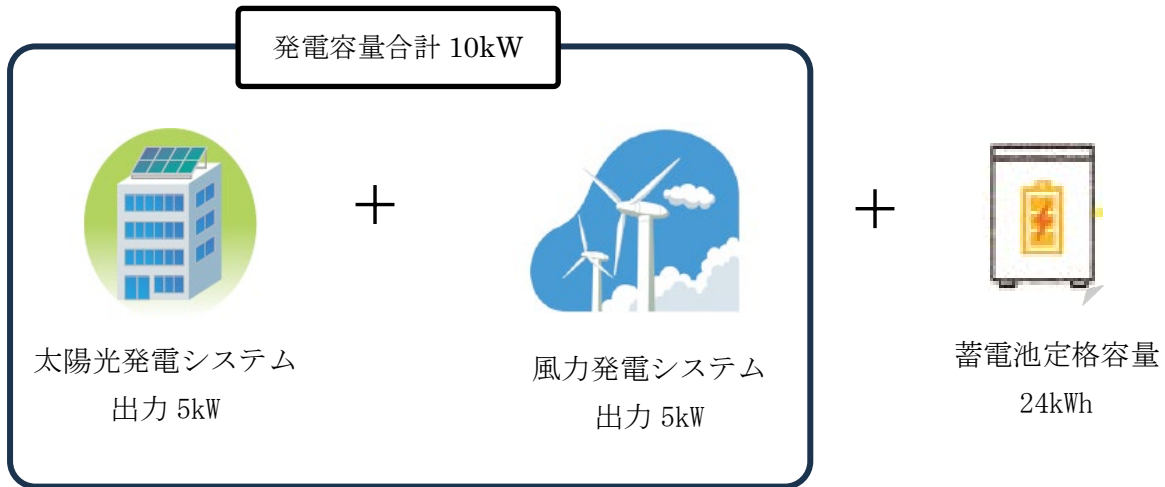 発電容量合計 10kW
＋
＋
太陽光発電システム
出力 5kW
風力発電システム
出力 5kW
蓄電池定格容量
24kWh